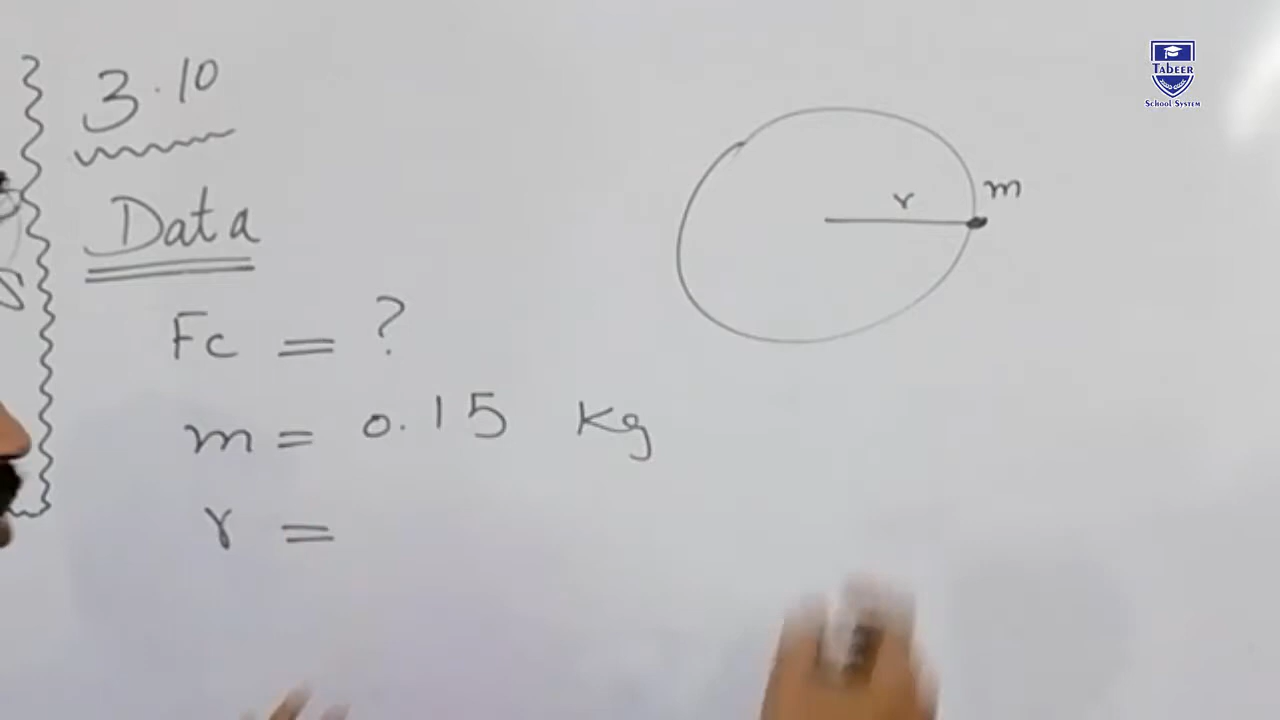 3.10
Data
Fc = ?
m = 0.15 Kg
r =
r
m
Tabeer
School System